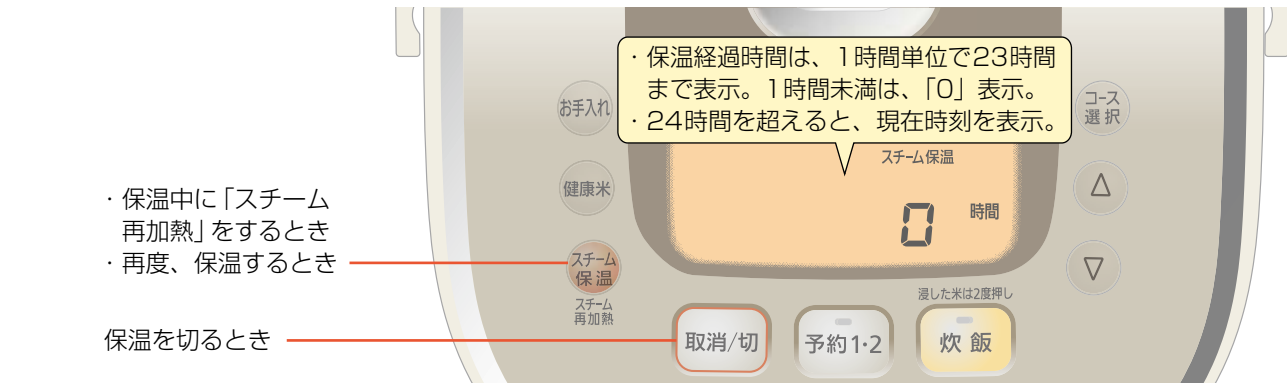 ・保温経過時間は、1時間単位で23時間
まで表示。1時間未満は、「0」表示。
・24時間を超えると、現在時刻を表示。
お手入れ
コース
選択
スチーム保温
健康米
0 時間
・保温中に「スチーム
再加熱」をするとき
・再度、保温するとき
スチーム
保温
スチーム
再加熱
△
▽
浸した米は2度押し
保温を切るとき
取消/切
予約1・2
炊飯